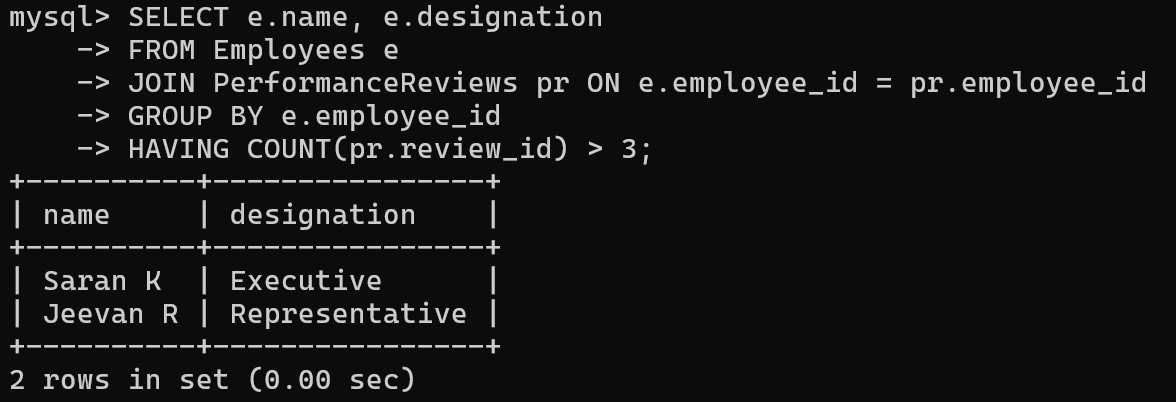 mysql> SELECT e.name, e.designation
    -> FROM Employees e
    -> JOIN PerformanceReviews pr ON e.employee_id = pr.employee_id
    -> GROUP BY e.employee_id
    -> HAVING COUNT(pr.review_id) > 3;
+----------+----------------+
| name     | designation    |
+----------+----------------+
| Saran K  | Executive      |
| Jeevan R | Representative |
+----------+----------------+
2 rows in set (0.00 sec)